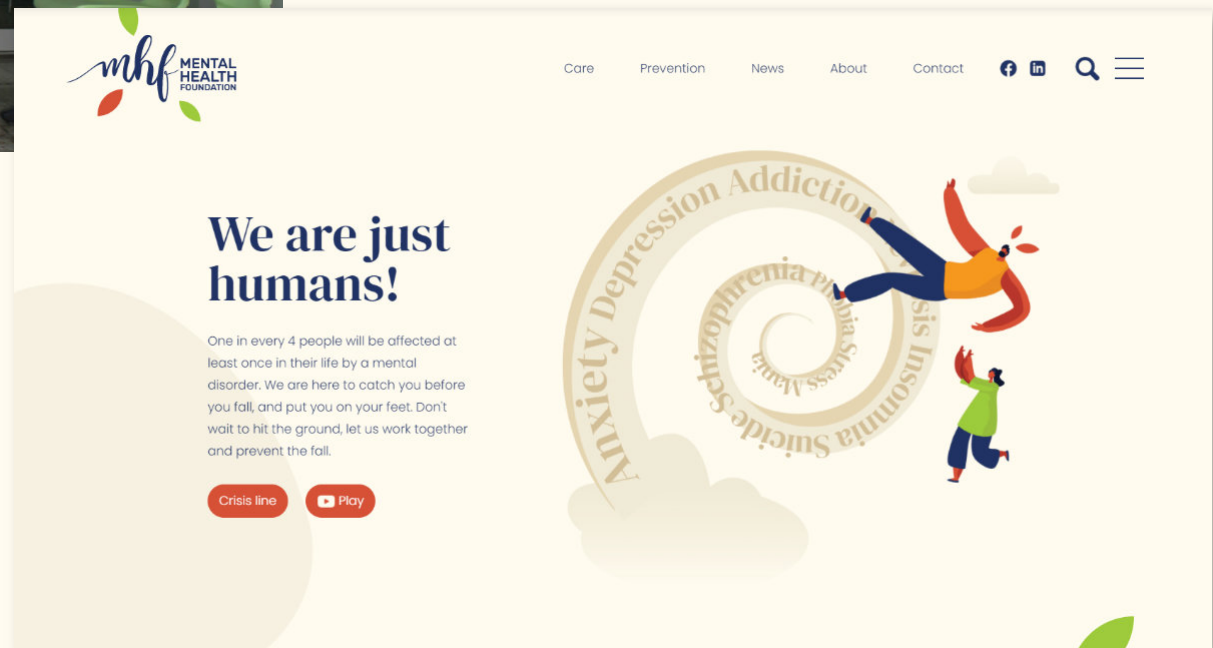 mhf MENTAL
HEALTH
FOUNDATION
Care Prevention News About Contact
We are just
humans!
One in every 4 people will be affected at
least once in their life by a mental
disorder. We are here to catch you before
you fall, and put you on your feet. Don't
wait to hit the ground, let us work together
and prevent the fall.
Crisis line Play
Anxiety Depression Addiction Insomnia Suicide Schizophrenia Phobia Stress Mania